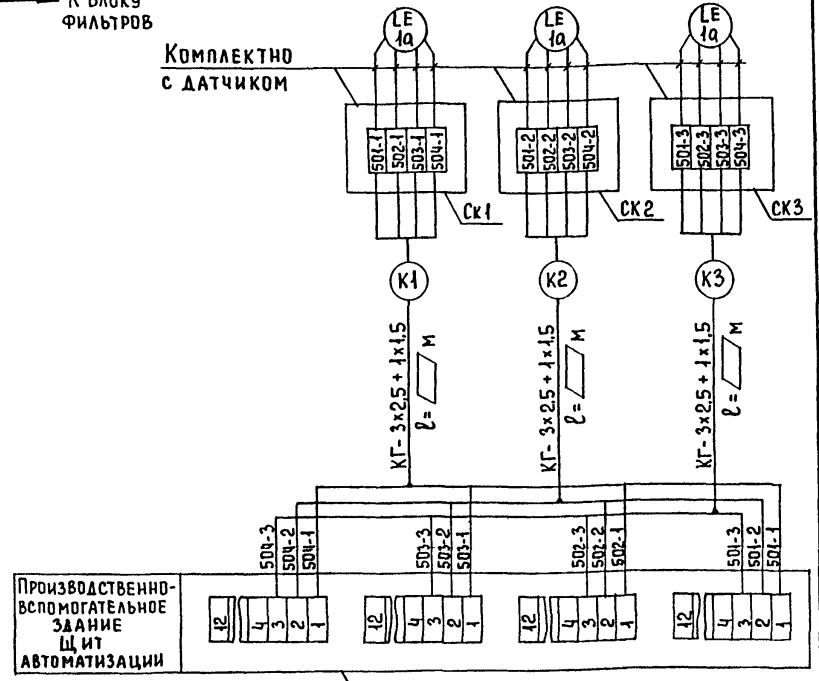 К БЛОКУ
ФИЛЬТРОВ
КОМПЛЕКТНО
С ДАТЧИКОМ
LE
1а
LE
1а
LE
1а
501-1
502-1
503-1
504-1
501-2
502-2
503-2
504-2
501-3
502-3
503-3
504-3
СК1
СК2
СК3
К1
К2
К3
КГ- 3х2,5 + 1х1,5
ℓ= М
КГ- 3х2,5 + 1х1,5
ℓ= М
КГ- 3х2,5 + 1х1,5
ℓ= М
504-3
504-2
504-1
503-3
503-2
503-1
502-3
502-2
502-1
501-3
501-2
501-1
ПРОИЗВОДСТВЕННО-
ВСПОМОГАТЕЛЬНОЕ
ЗДАНИЕ
ЩИТ
АВТОМАТИЗАЦИИ
12 4 3 2 1
12 4 3 2 1
12 4 3 2 1
12 4 3 2 1